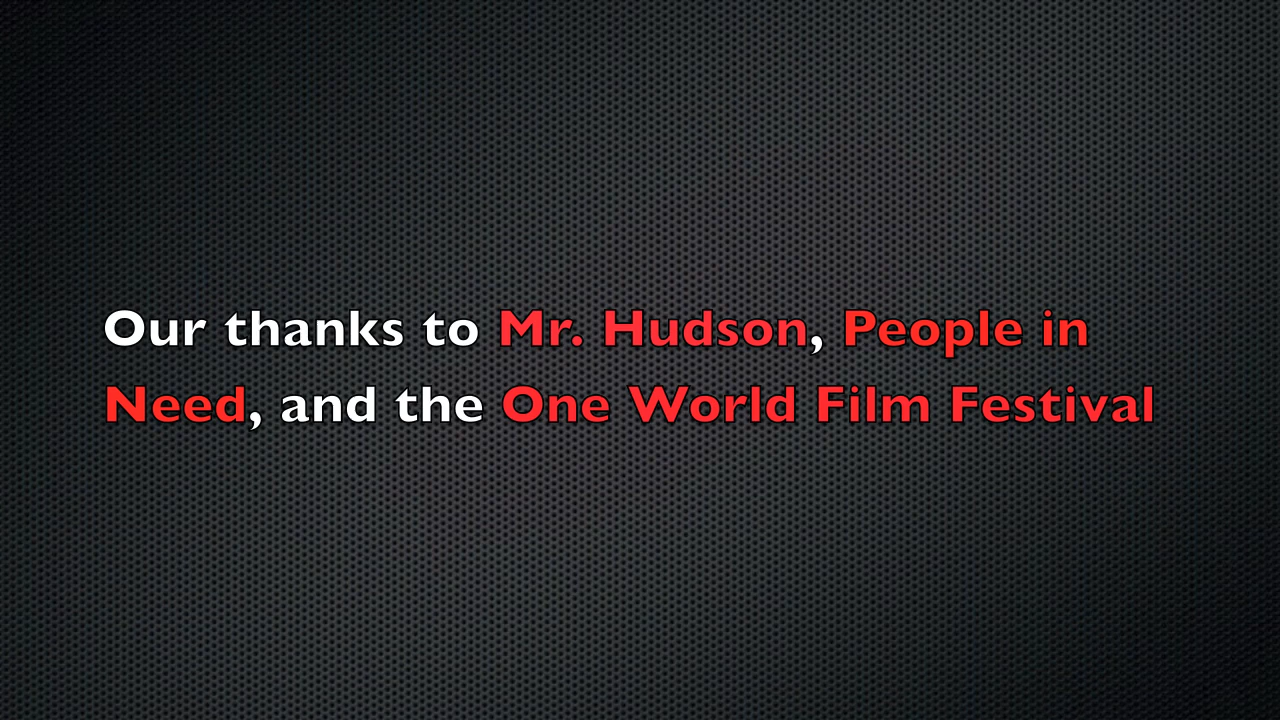 Our thanks to Mr. Hudson, People in
Need, and the One World Film Festival